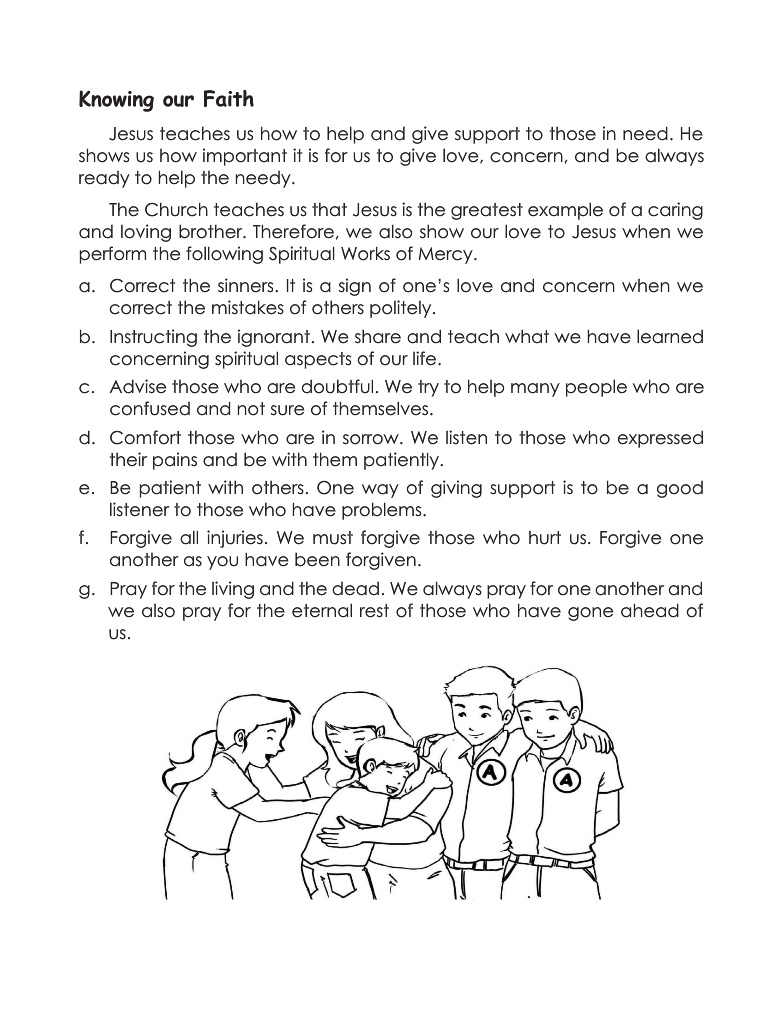 Knowing our Faith
Jesus teaches us how to help and give support to those in need. He
shows us how important it is for us to give love, concern, and be always
ready to help the needy.
The Church teaches us that Jesus is the greatest example of a caring
and loving brother. Therefore, we also show our love to Jesus when we
perform the following Spiritual Works of Mercy.
a. Correct the sinners. It is a sign of one's love and concern when we
correct the mistakes of others politely.
b. Instructing the ignorant. We share and teach what we have learned
concerning spiritual aspects of our life.
c. Advise those who are doubtful. We try to help many people who are
confused and not sure of themselves.
d. Comfort those who are in sorrow. We listen to those who expressed
their pains and be with them patiently.
e. Be patient with others. One way of giving support is to be a good
listener to those who have problems.
f. Forgive all injuries. We must forgive those who hurt us. Forgive one
another as you have been forgiven.
g. Pray for the living and the dead. We always pray for one another and
we also pray for the eternal rest of those who have gone ahead of
us.
A
A